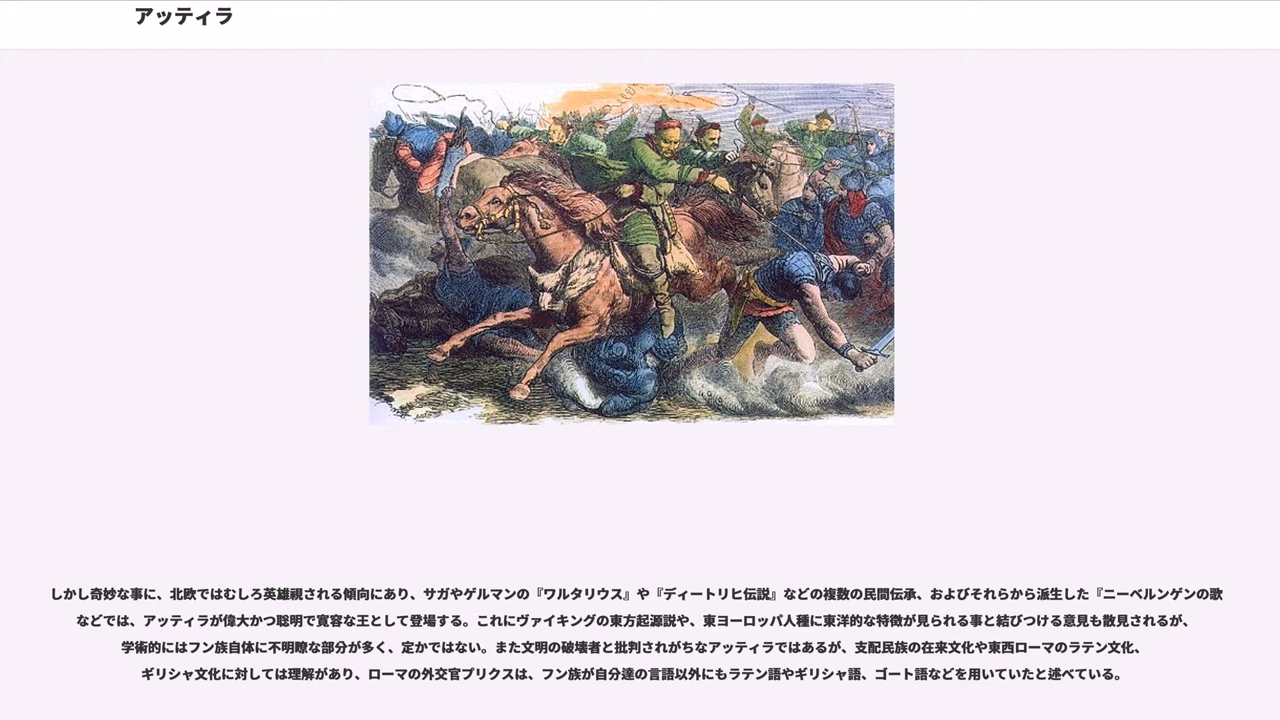 アッティラ
しかし奇妙な事に、北欧ではむしろ英雄視される傾向にあり、サガやゲルマンの『ワルタリウス』や『ディートリヒ伝説』などの複数の民間伝承、およびそれらから派生した『ニーベルンゲンの歌
などでは、アッティラが偉大かつ聡明で寛容な王として登場する。これにヴァイキングの東方起源説や、東ヨーロッパ人種に東洋的な特徴が見られる事と結びつける意見も散見されるが、
学術的にはフン族自体に不明瞭な部分が多く、定かではない。また文明の破壊者と批判されがちなアッティラではあるが、支配民族の在来文化や東西ローマのラテン文化、
ギリシャ文化に対しては理解があり、ローマの外交官プリクスは、フン族が自分達の言語以外にもラテン語やギリシャ語、ゴート語などを用いていたと述べている。